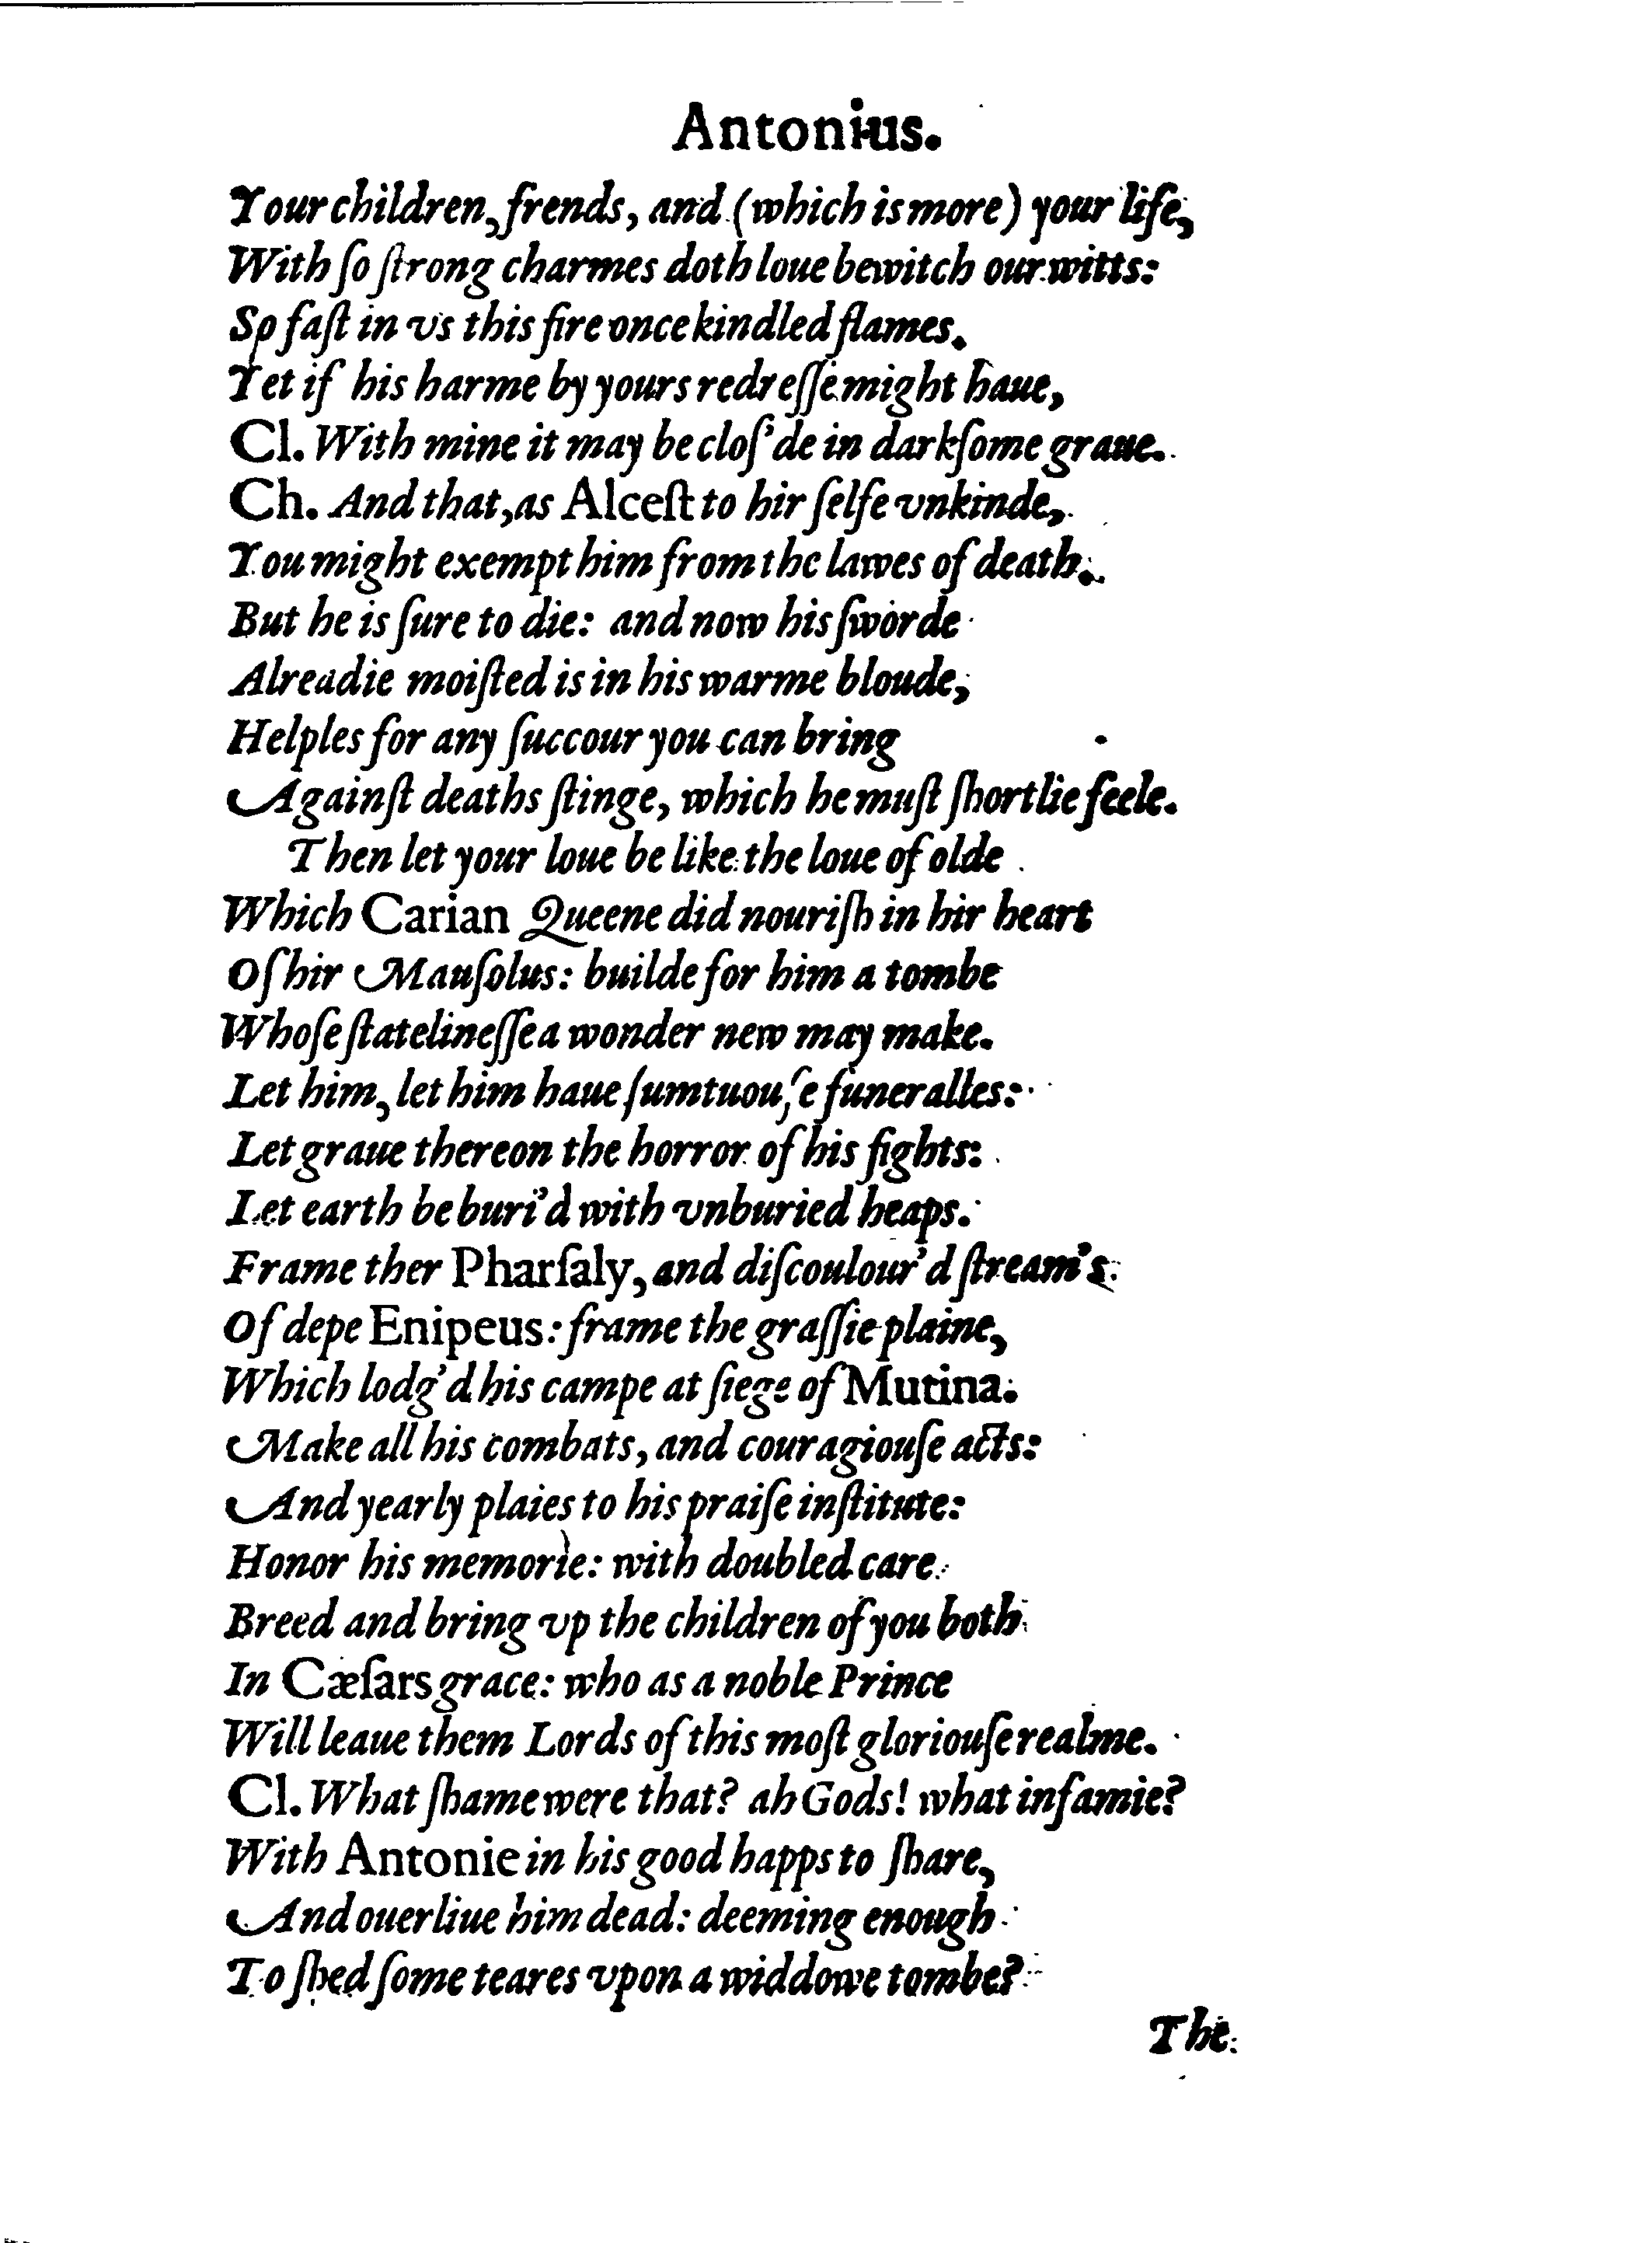 Antonius.
Your children, frends, and (which is more) your life,
With ſo ſtrong charmes doth loue bewitch our witts:
So faſt in vs this fire once kindled flames.
Yet if his harme by yours redreſſe might haue,
Cl. With mine it may be cloſ'de in darkſome graue.
Ch. And that, as Alceſt to hir ſelfe vnkinde,
You might exempt him from the lawes of death.
But he is ſure to die: and now his ſworde
Alreadie moiſted is in his warme bloude,
Helples for any ſuccour you can bring
Againſt deaths ſtinge, which he muſt ſhortlie feele.
Then let your loue be like the loue of olde
Which Carian Queene did nouriſh in hir heart
Of hir Mauſolus: builde for him a tombe
Whoſe ſtatelineſſe a wonder new may make.
Let him, let him haue ſumtuouſe funeralles:
Let graue thereon the horror of his fights:
Let earth be buri'd with vnburied heaps.
Frame ther Pharſaly, and diſcoulour'd ſtream's
Of depe Enipeus: frame the graſſie plaine,
Which lodg'd his campe at ſiege of Mutina.
Make all his combats, and couragiouſe acts:
And yearly plaies to his praiſe inſtitute:
Honor his memorie: with doubled care
Breed and bring vp the children of you both
In Cæſars grace: who as a noble Prince
Will leaue them Lords of this moſt gloriouſe realme.
Cl. What ſhame were that? ah Gods! what infamie?
With Antonie in his good happs to ſhare,
And ouerliue him dead: deeming enough
To ſhed ſome teares vpon a widdowe tombe?
The